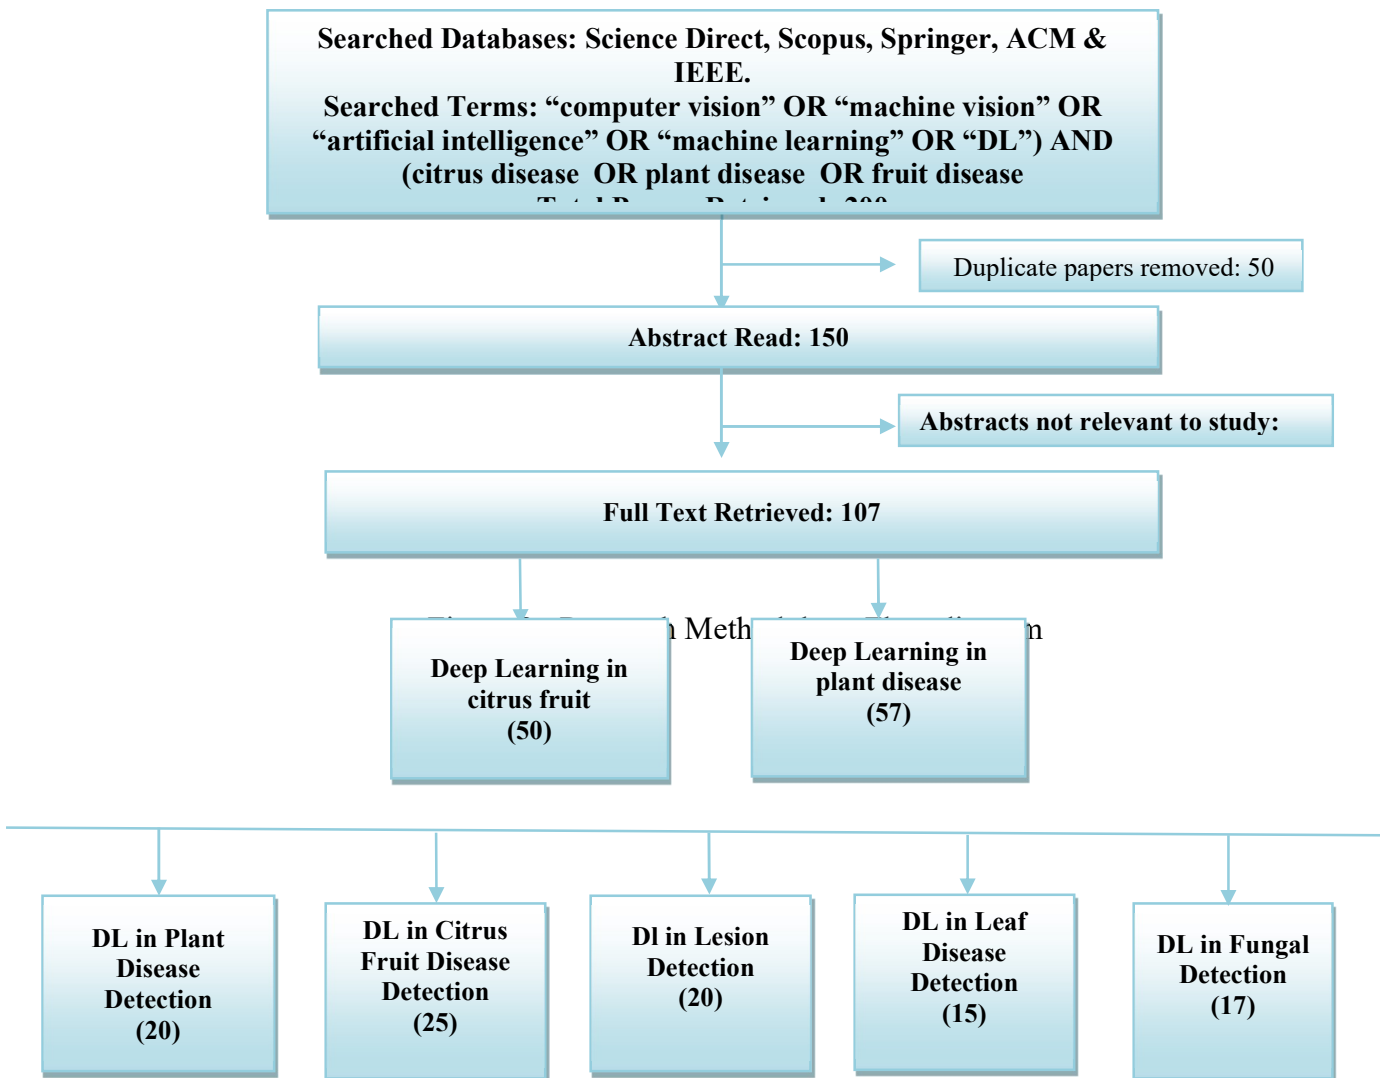 Searched Databases: Science Direct, Scopus, Springer, ACM &
IEEE.
Searched Terms: “computer vision” OR “machine vision” OR
“artificial intelligence” OR “machine learning” OR “DL”) AND
(citrus disease OR plant disease OR fruit disease
Duplicate papers removed: 50
Abstract Read: 150
Abstracts not relevant to study:
Full Text Retrieved: 107
Deep Learning in
citrus fruit
(50)
Deep Learning in
plant disease
(57)
DL in Plant
Disease
Detection
(20)
DL in Citrus
Fruit Disease
Detection
(25)
Dl in Lesion
Detection
(20)
DL in Leaf
Disease
Detection
(15)
DL in Fungal
Detection
(17)